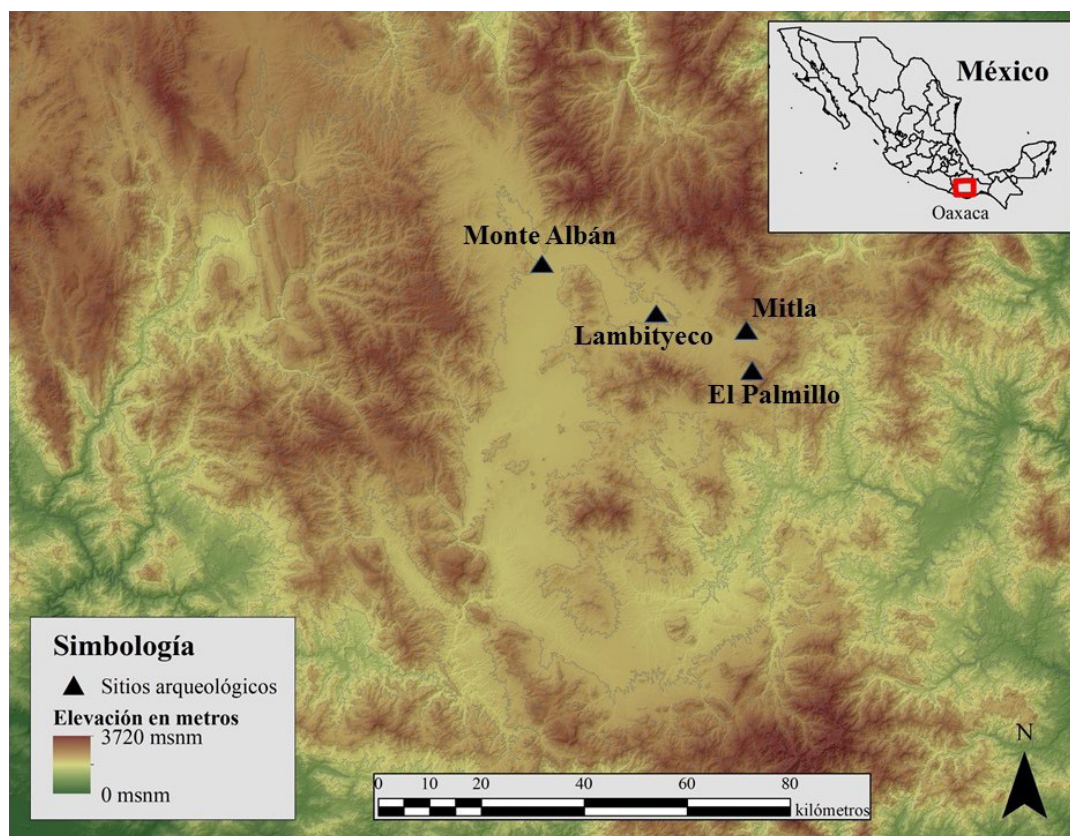 México
Oaxaca
Monte Albán
Mitla
Lambityeco
El Palmillo
Simbología
Sitios arqueológicos
Elevación en metros
3720 msnm
0 msnm
N
0 10 20 40 60 80
kilómetros